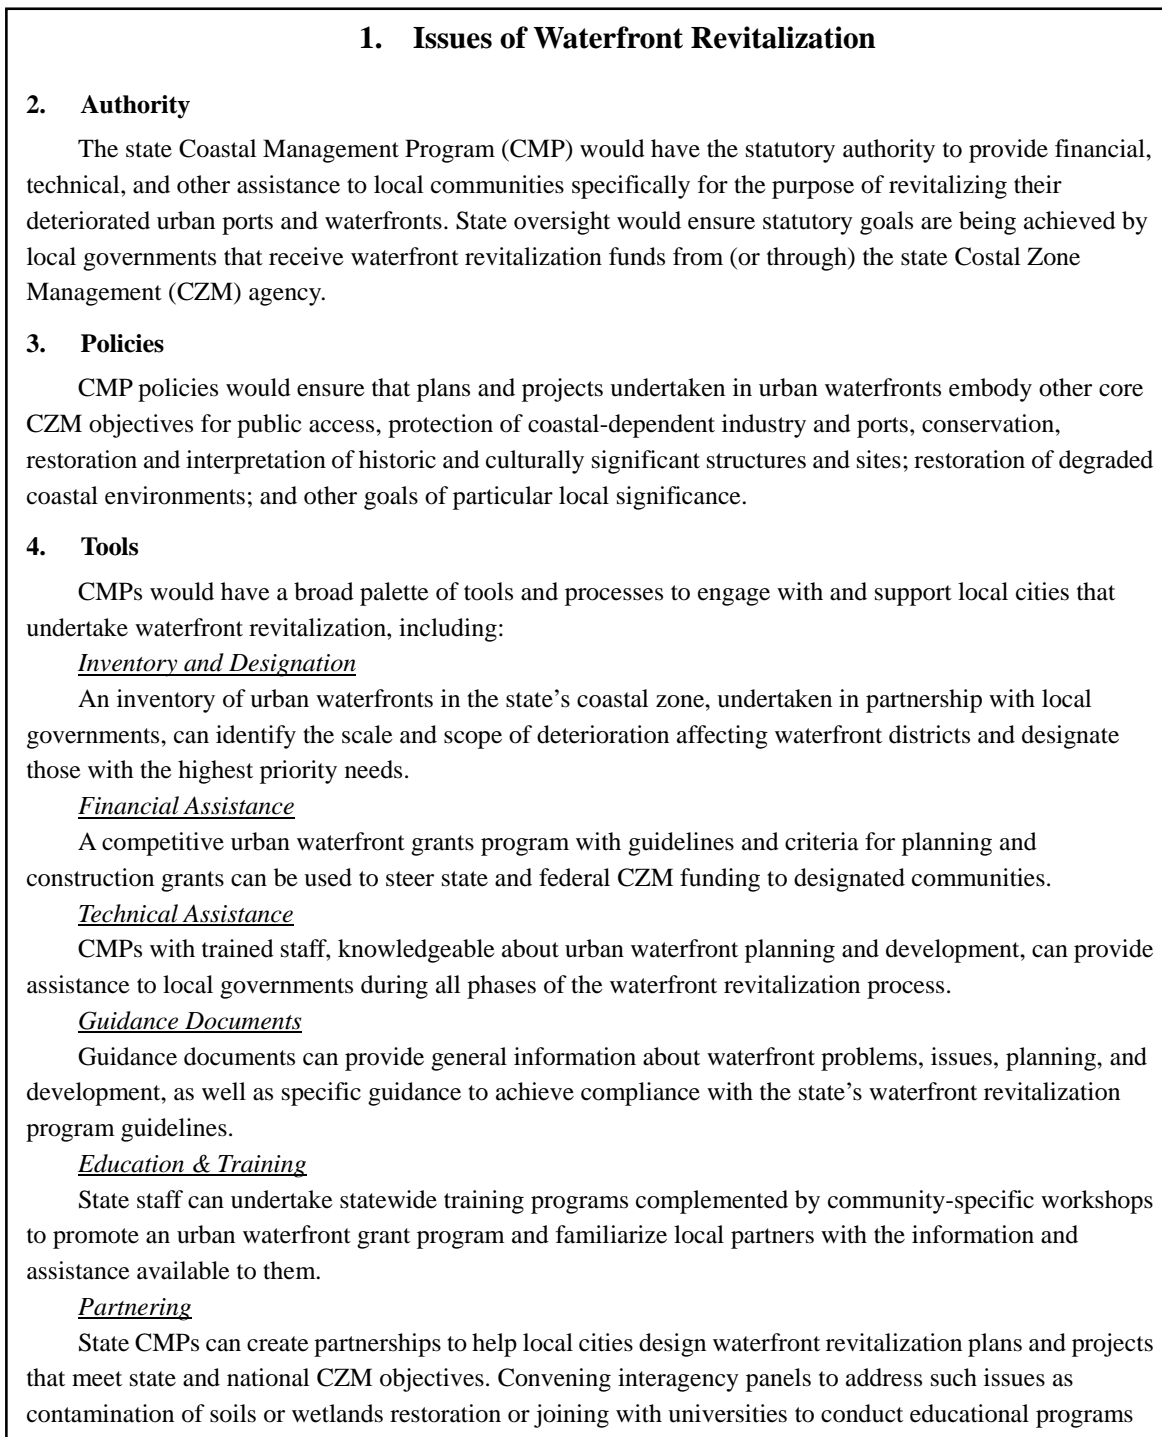 1. Issues of Waterfront Revitalization
2. Authority
The state Coastal Management Program (CMP) would have the statutory authority to provide financial,
technical, and other assistance to local communities specifically for the purpose of revitalizing their
deteriorated urban ports and waterfronts. State oversight would ensure statutory goals are being achieved by
local governments that receive waterfront revitalization funds from (or through) the state Costal Zone
Management (CZM) agency.
3. Policies
CMP policies would ensure that plans and projects undertaken in urban waterfronts embody other core
CZM objectives for public access, protection of coastal-dependent industry and ports, conservation,
restoration and interpretation of historic and culturally significant structures and sites; restoration of degraded
coastal environments; and other goals of particular local significance.
4. Tools
CMPs would have a broad palette of tools and processes to engage with and support local cities that
undertake waterfront revitalization, including:
Inventory and Designation
An inventory of urban waterfronts in the state’s coastal zone, undertaken in partnership with local
governments, can identify the scale and scope of deterioration affecting waterfront districts and designate
those with the highest priority needs.
Financial Assistance
A competitive urban waterfront grants program with guidelines and criteria for planning and
construction grants can be used to steer state and federal CZM funding to designated communities.
Technical Assistance
CMPs with trained staff, knowledgeable about urban waterfront planning and development, can provide
assistance to local governments during all phases of the waterfront revitalization process.
Guidance Documents
Guidance documents can provide general information about waterfront problems, issues, planning, and
development, as well as specific guidance to achieve compliance with the state’s waterfront revitalization
program guidelines.
Education & Training
State staff can undertake statewide training programs complemented by community-specific workshops
to promote an urban waterfront grant program and familiarize local partners with the information and
assistance available to them.
Partnering
State CMPs can create partnerships to help local cities design waterfront revitalization plans and projects
that meet state and national CZM objectives. Convening interagency panels to address such issues as
contamination of soils or wetlands restoration or joining with universities to conduct educational programs